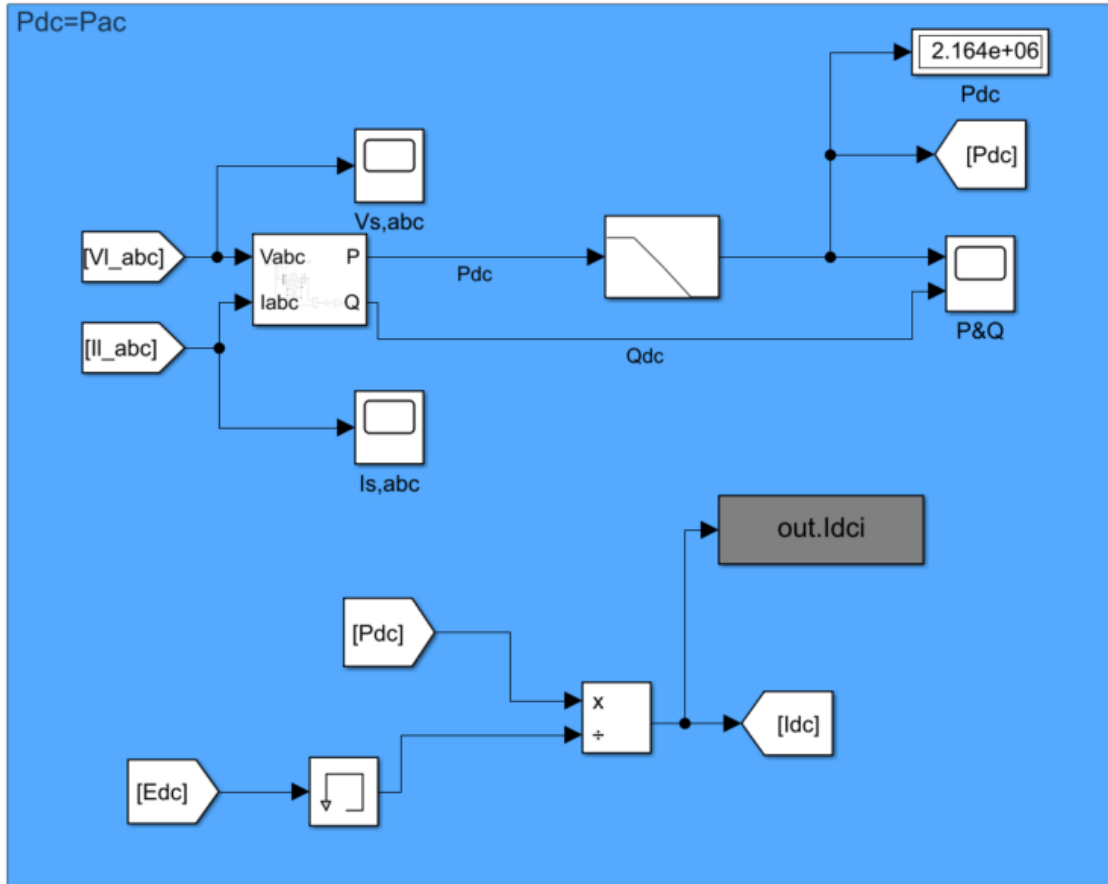 Pdc=Pac
2.164e+06
Pdc
[Pdc]
Vs,abc
[Vl_abc]
Vabc
P
Pdc
Iabc
Q
P&Q
[Il_abc]
Qdc
Is,abc
out.Idci
[Pdc]
x
÷
[Idc]
[Edc]